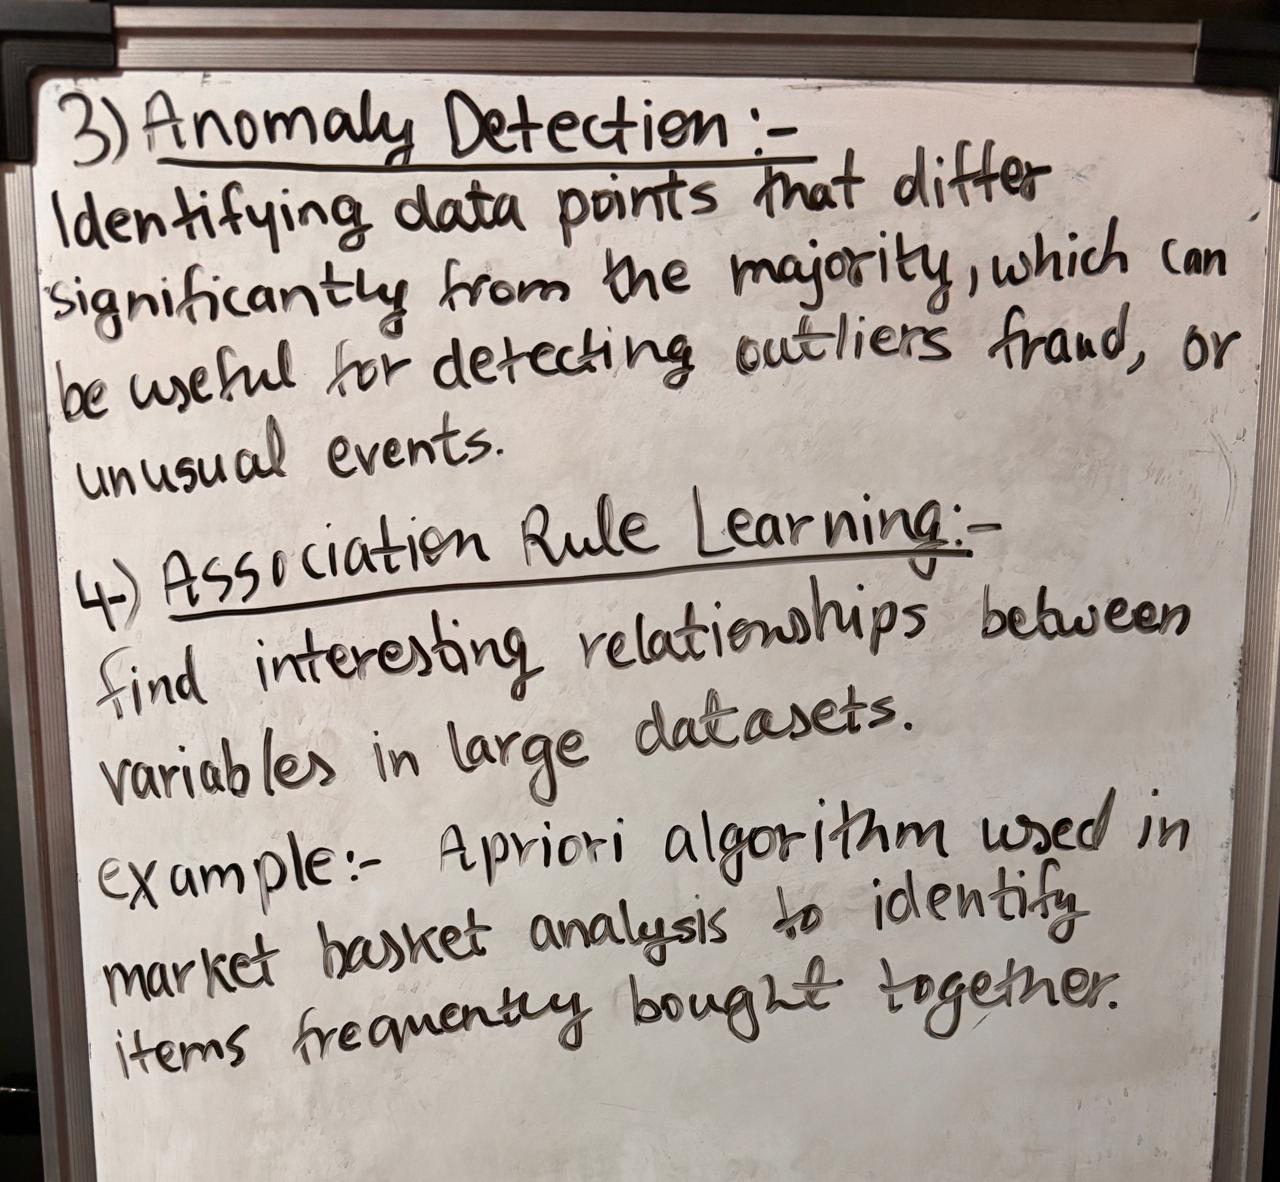 3) Anomaly Detection :-
Identifying data points that differ
significantly from the majority, which can
be useful for detecting outliers fraud, or
unusual events.
4) Association Rule Learning:-
find interesting relationships between
variables in large datasets.
example:- Apriori algorithm used in
market basket analysis to identify
items frequently bought together.